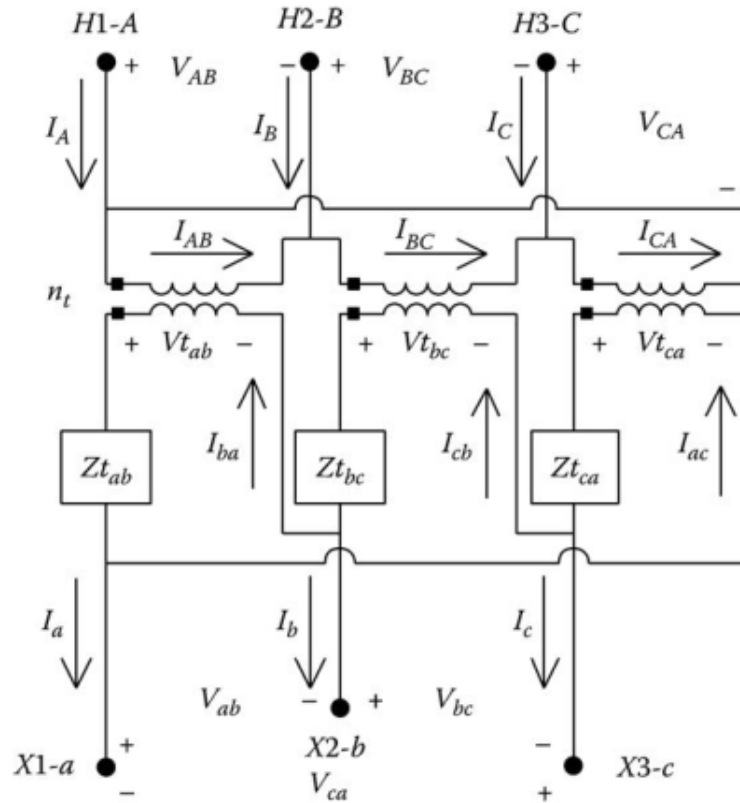 H1-A H2-B H3-C
+ V_AB − + V_BC − + V_CA
I_A I_B I_C
−
I_AB I_BC I_CA
n_t
+ Vt_ab − + Vt_bc − + Vt_ca −
I_ba I_cb I_ac
Zt_ab Zt_bc Zt_ca
I_a I_b I_c
V_ab − + V_bc
+ −
X1-a X2-b X3-c
− V_ca +